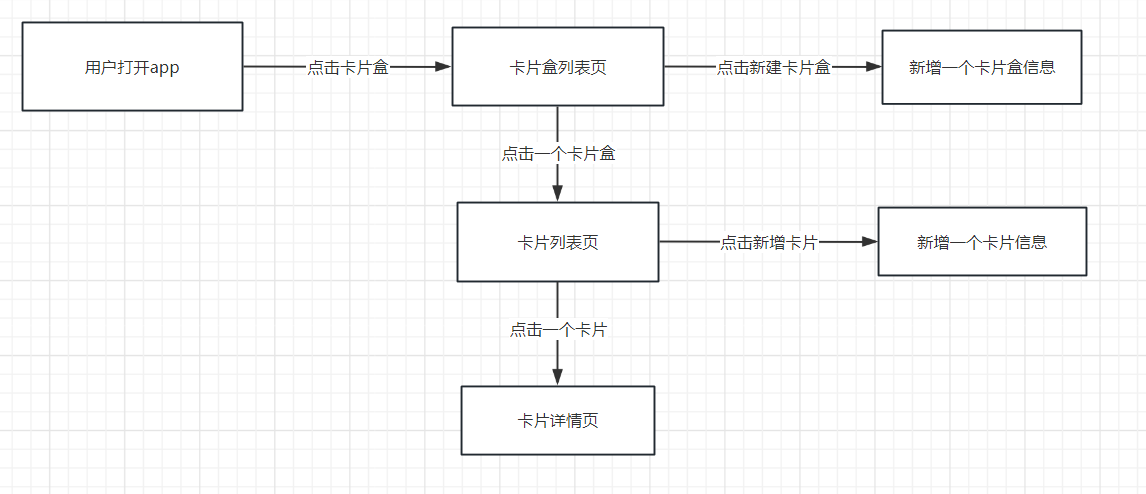 用户打开app
点击卡片盒
卡片盒列表页
点击新建卡片盒
新增一个卡片盒信息
点击一个卡片盒
卡片列表页
点击新增卡片
新增一个卡片信息
点击一个卡片
卡片详情页